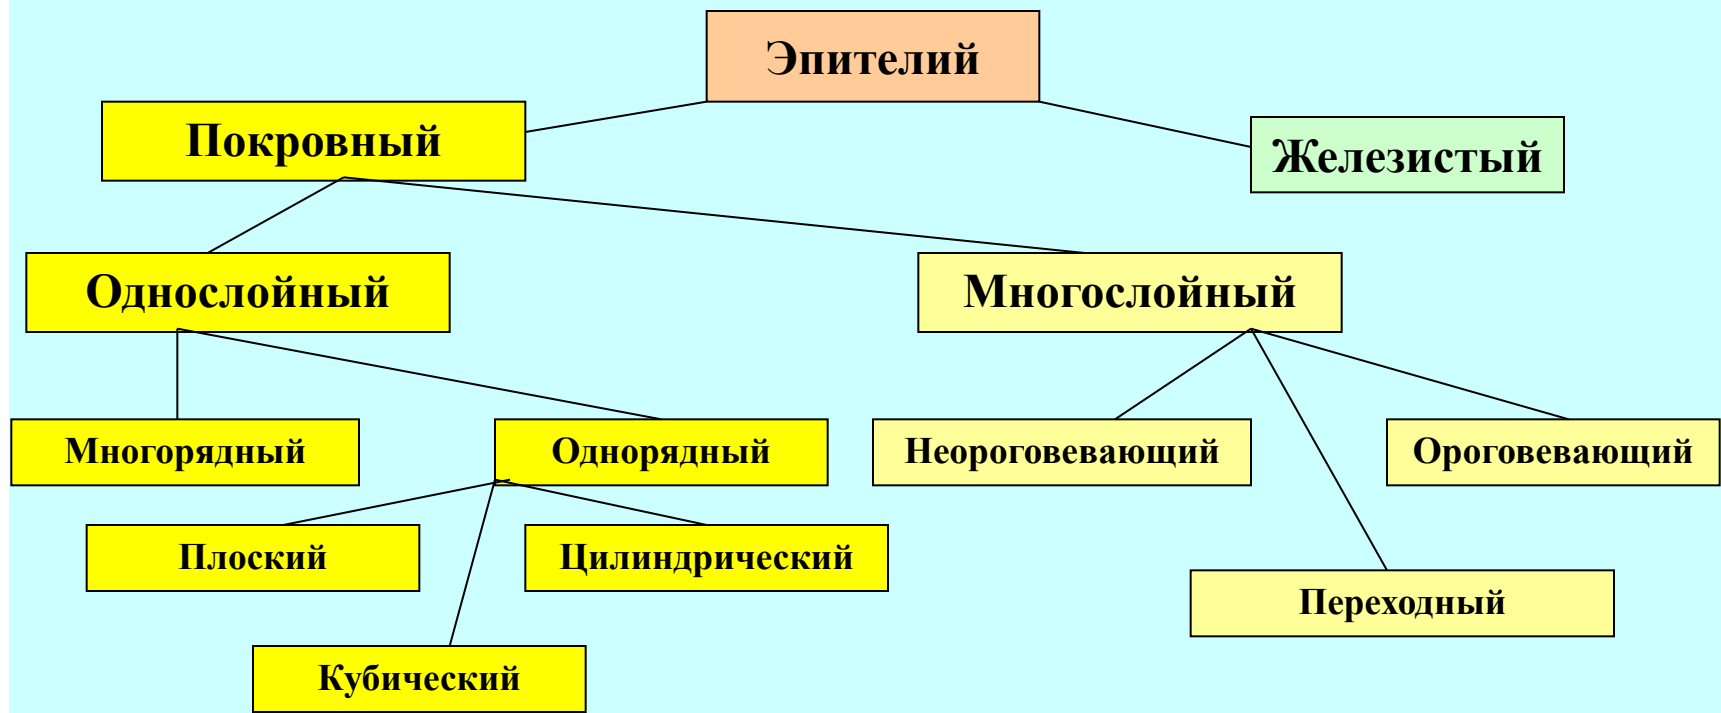 Эпителий
Покровный
Железистый
Однослойный
Многослойный
Многорядный
Однорядный
Неороговевающий
Ороговевающий
Плоский
Цилиндрический
Переходный
Кубический